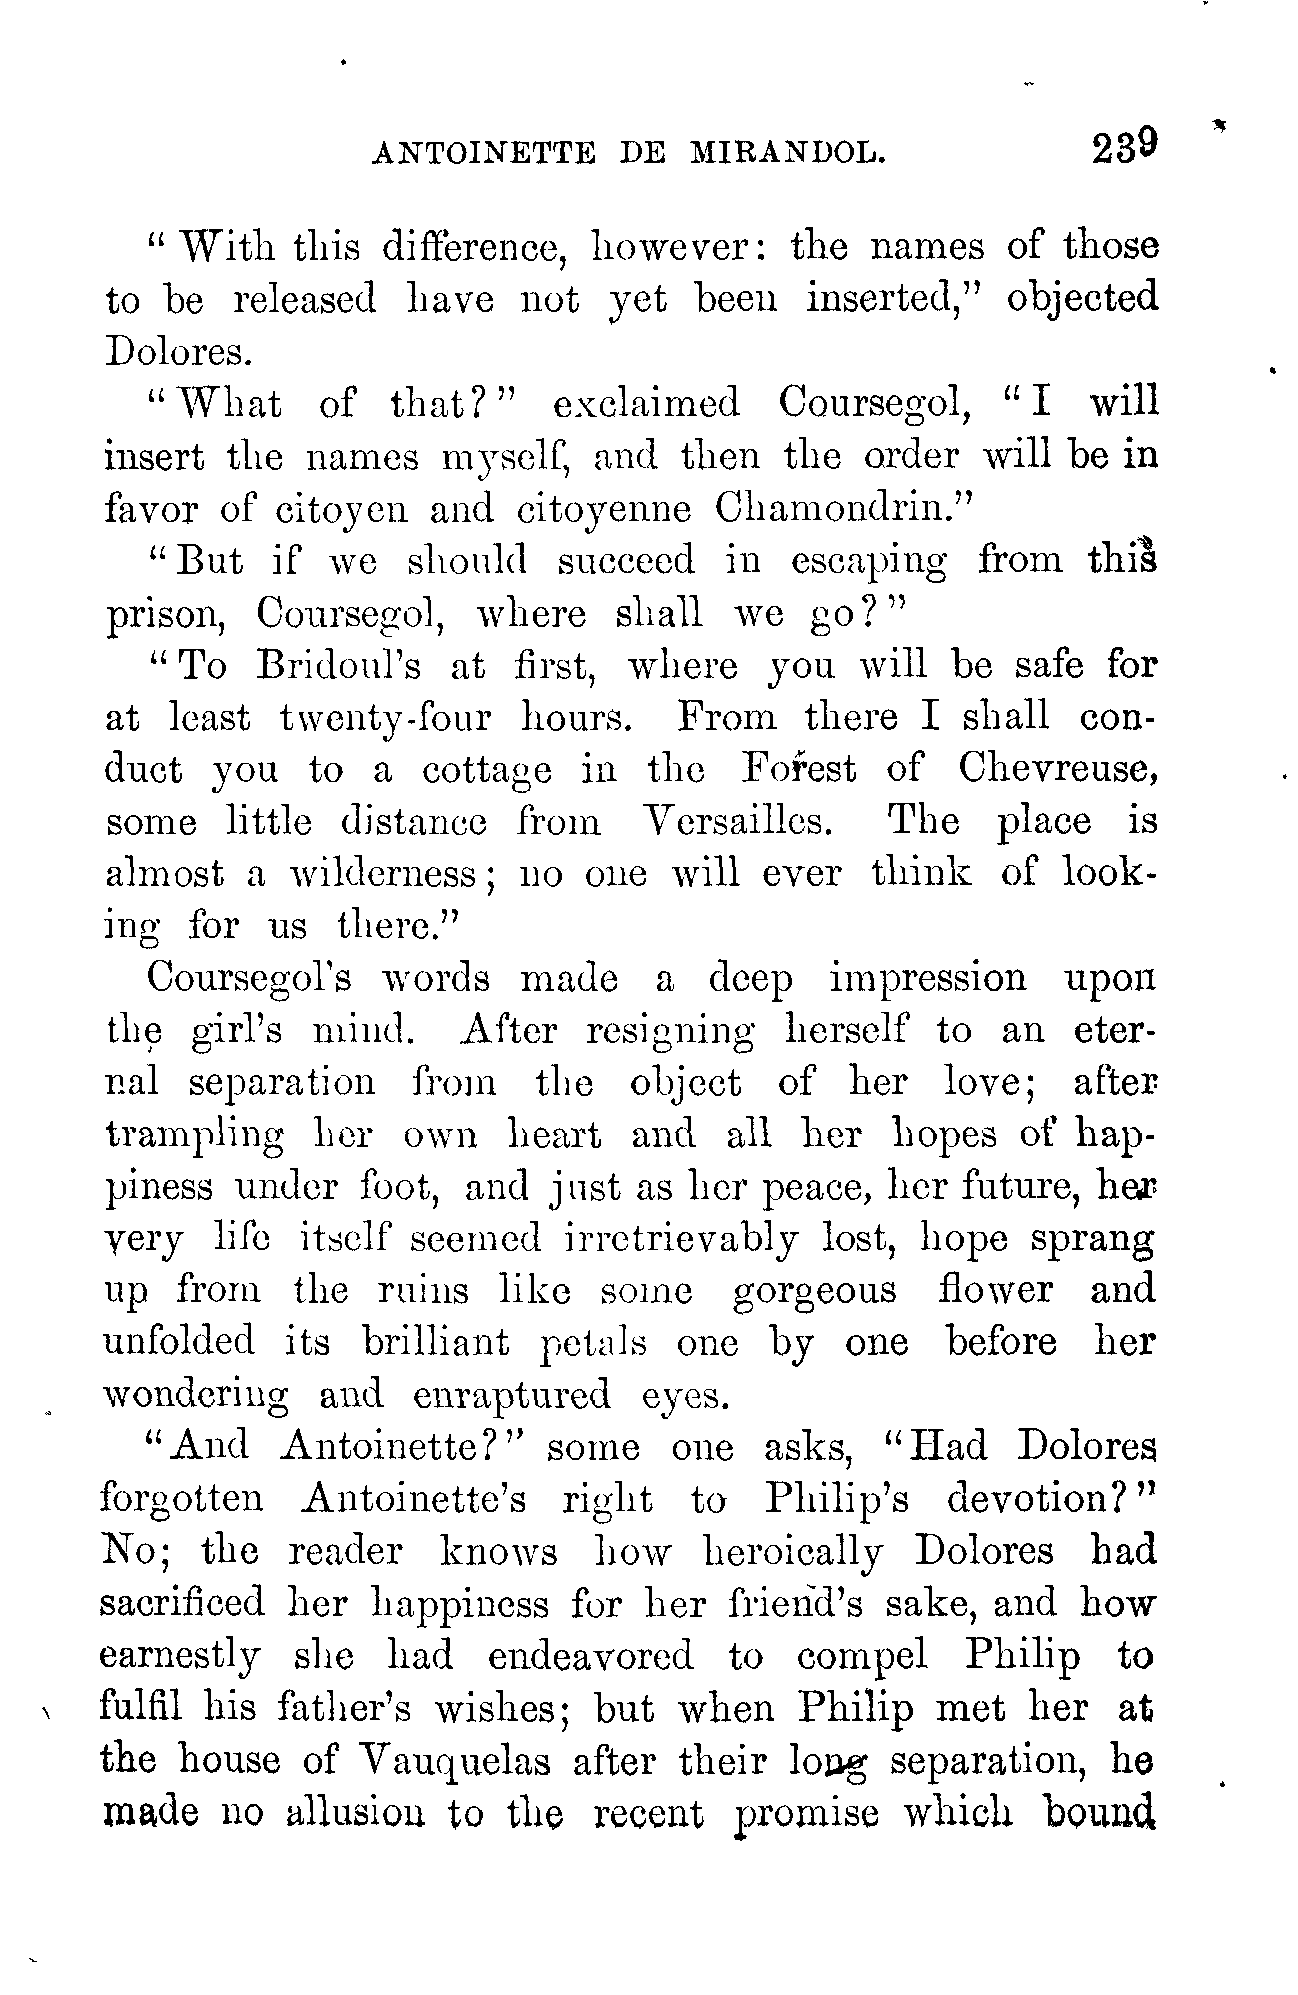 ANTOINETTE DE MIRANDOL. 239
“ With this difference, however: the names of those
to be released have not yet been inserted,” objected
Dolores.
“ What of that? ” exclaimed Coursegol, “ I will
insert the names myself, and then the order will be in
favor of citoyen and citoyenne Chamondrin.”
“ But if we should succeed in escaping from this
prison, Coursegol, where shall we go? ”
“ To Bridoul’s at first, where you will be safe for
at least twenty-four hours. From there I shall con-
duct you to a cottage in the Forest of Chevreuse,
some little distance from Versailles. The place is
almost a wilderness; no one will ever think of look-
ing for us there.”
Coursegol’s words made a deep impression upon
the girl’s mind. After resigning herself to an eter-
nal separation from the object of her love; after
trampling her own heart and all her hopes of hap-
piness under foot, and just as her peace, her future, her
very life itself seemed irretrievably lost, hope sprang
up from the ruins like some gorgeous flower and
unfolded its brilliant petals one by one before her
wondering and enraptured eyes.
“ And Antoinette? ” some one asks, “ Had Dolores
forgotten Antoinette’s right to Philip’s devotion? ”
No; the reader knows how heroically Dolores had
sacrificed her happiness for her friend’s sake, and how
earnestly she had endeavored to compel Philip to
fulfil his father’s wishes; but when Philip met her at
the house of Vauquelas after their long separation, he
made no allusion to the recent promise which bound